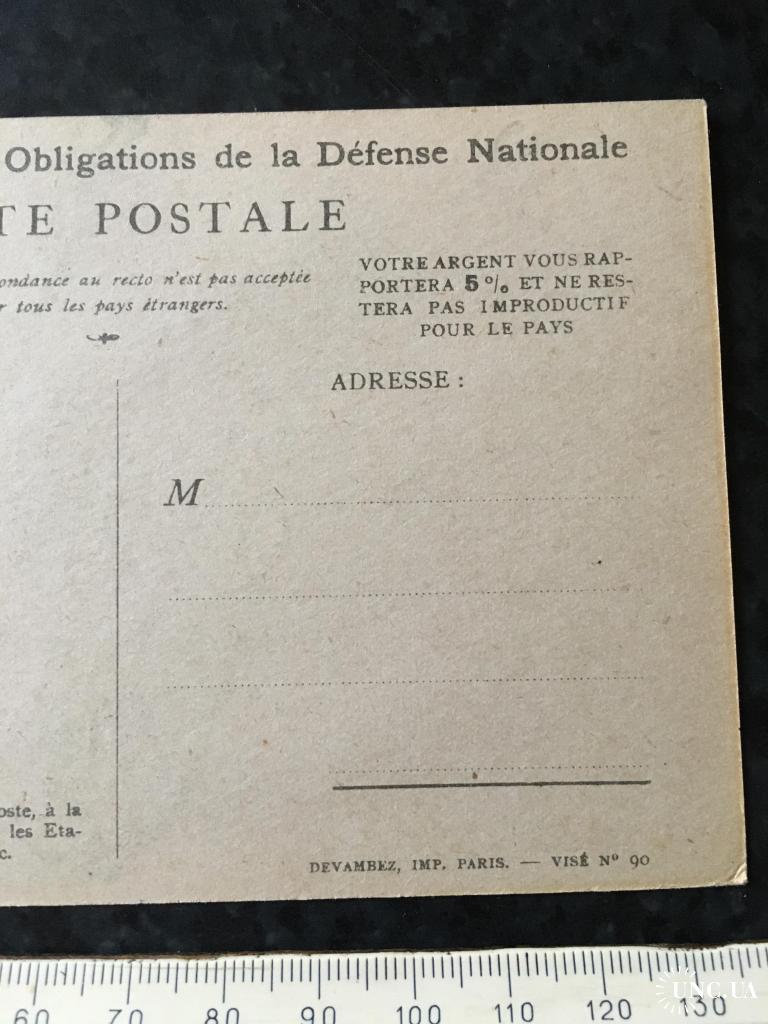 Obligations de la Défense Nationale
TE POSTALE
ondance au recto n'est pas acceptée
r tous les pays étrangers.
VOTRE ARGENT VOUS RAP-
PORTERA 5 % ET NE RES-
TERA PAS IMPRODUCTIF
POUR LE PAYS
ADRESSE :
M
oste, à la
les Eta-
c.
DEVAMBEZ, IMP. PARIS. — VISÉ Nº 90
60 70 80 90 100 110 120 130
UNC.UA